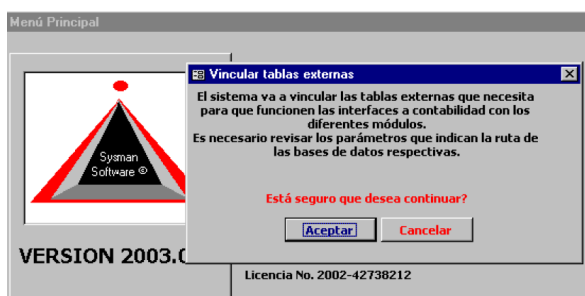 Menú Principal
Vincular tablas externas
El sistema va a vincular las tablas externas que necesita
para que funcionen las interfaces a contabilidad con los
diferentes módulos.
Es necesario revisar los parámetros que indican la ruta de
las bases de datos respectivas.
Está seguro que desea continuar?
Aceptar Cancelar
Sysman
Software ©
VERSION 2003.
Licencia No. 2002-42738212